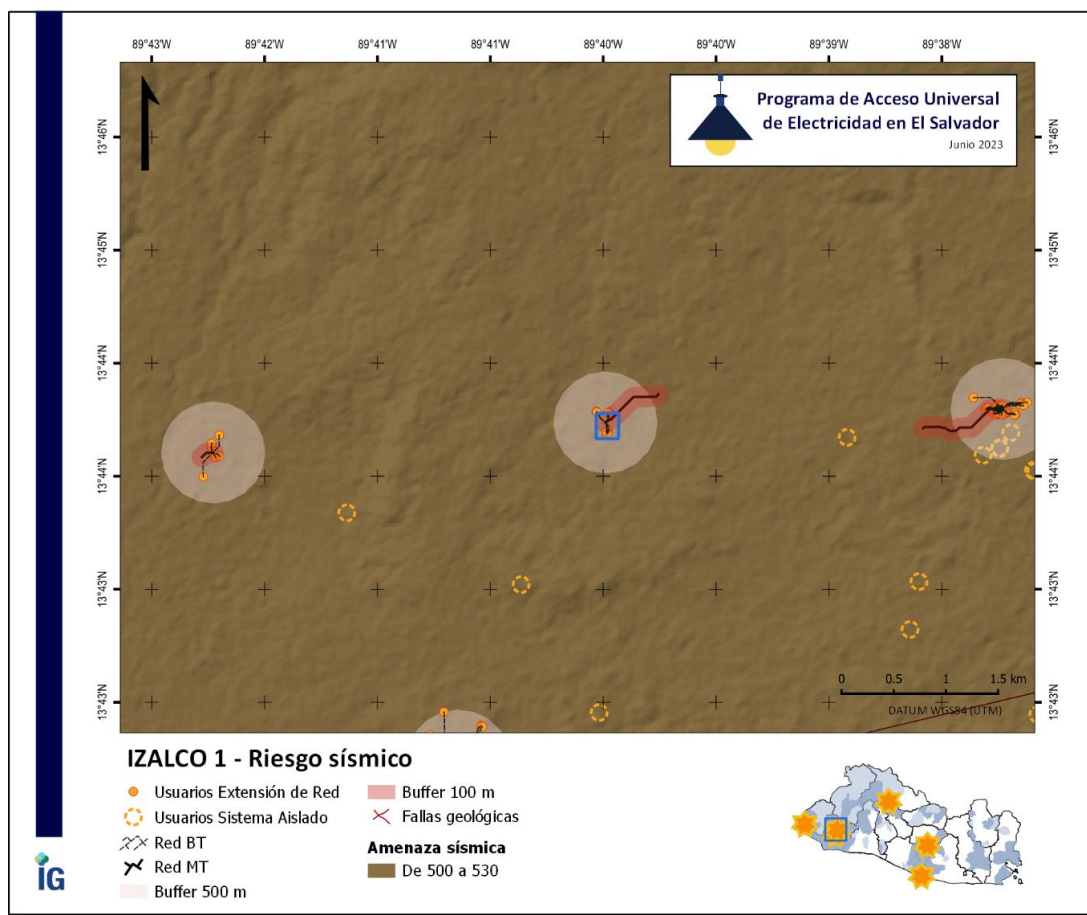 89°43'W 89°42'W 89°41'W 89°41'W 89°40'W 89°40'W 89°39'W 89°38'W
Programa de Acceso Universal
de Electricidad en El Salvador
Junio 2023
13°46'N 13°46'N
13°45'N 13°45'N
13°44'N 13°44'N
13°44'N 13°44'N
13°43'N 13°43'N
13°43'N 13°43'N
0 0.5 1 1.5 km
DATUM WGS84 (UTM)
IZALCO 1 - Riesgo sísmico
Usuarios Extensión de Red
Usuarios Sistema Aislado
Red BT
Red MT
Buffer 500 m
Buffer 100 m
Fallas geológicas
Amenaza sísmica
De 500 a 530
iG